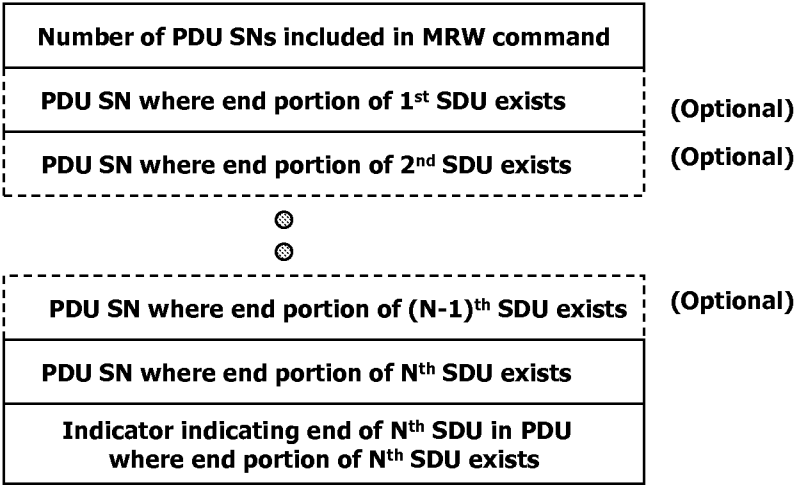 Number of PDU SNs included in MRW command
PDU SN where end portion of 1st SDU exists
(Optional)
PDU SN where end portion of 2nd SDU exists
(Optional)
PDU SN where end portion of (N-1)th SDU exists
(Optional)
PDU SN where end portion of Nth SDU exists
Indicator indicating end of Nth SDU in PDU
where end portion of Nth SDU exists